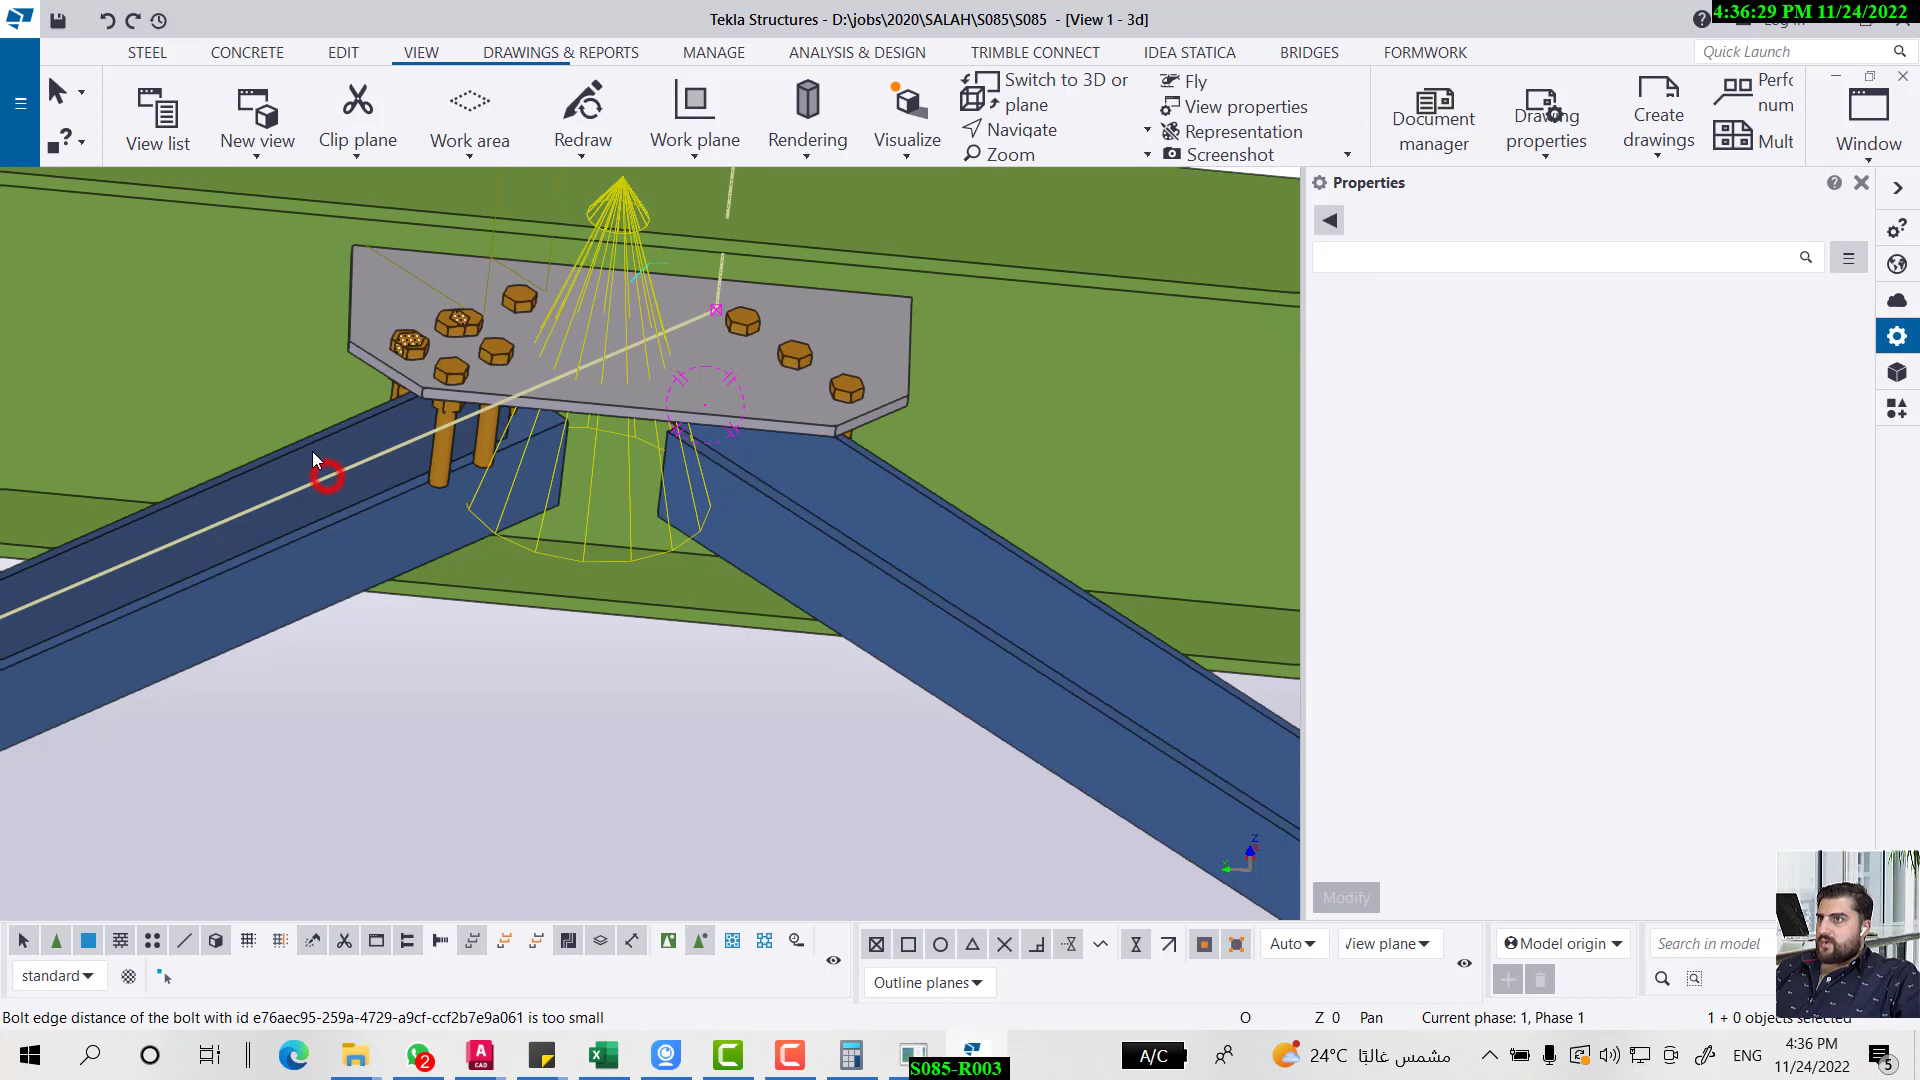 Tekla Structures - D:\jobs\2020\SALAH\S085\S085 - [View 1 - 3d]
4:36:29 PM 11/24/2022
STEEL CONCRETE EDIT VIEW DRAWINGS & REPORTS MANAGE ANALYSIS & DESIGN TRIMBLE CONNECT IDEA STATICA BRIDGES FORMWORK
Quick Launch
View list
New view
Clip plane
Work area
Redraw
Work plane
Rendering
Visualize
Switch to 3D or
plane
Navigate
Zoom
Fly
View properties
Representation
Screenshot
Document
manager
Drawing
properties
Create
drawings
Perfo
num
Mult
Window
Properties
Z
Modify
standard
Auto
View plane
Outline planes
Model origin
Search in model
Bolt edge distance of the bolt with id e76aec95-259a-4729-a9cf-ccf2b7e9a061 is too small
O Z 0 Pan Current phase: 1, Phase 1 1 + 0 objects selected
2
A
CAD
S085-R003
A/C
24°C مشمس غالبًا
ENG
4:36 PM
11/24/2022
5